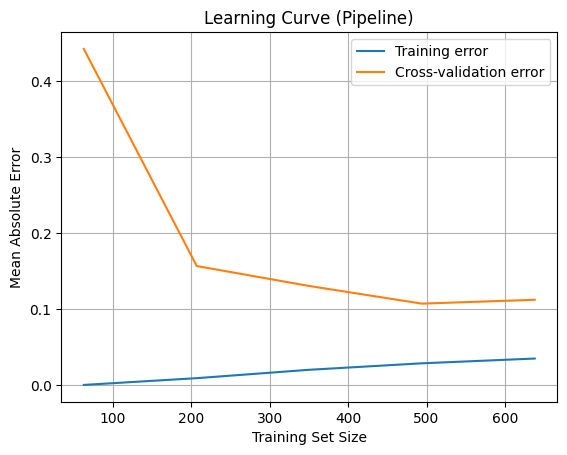 Learning Curve (Pipeline)
Training error
Cross-validation error
Mean Absolute Error
0.4
0.3
0.2
0.1
0.0
100 200 300 400 500 600
Training Set Size